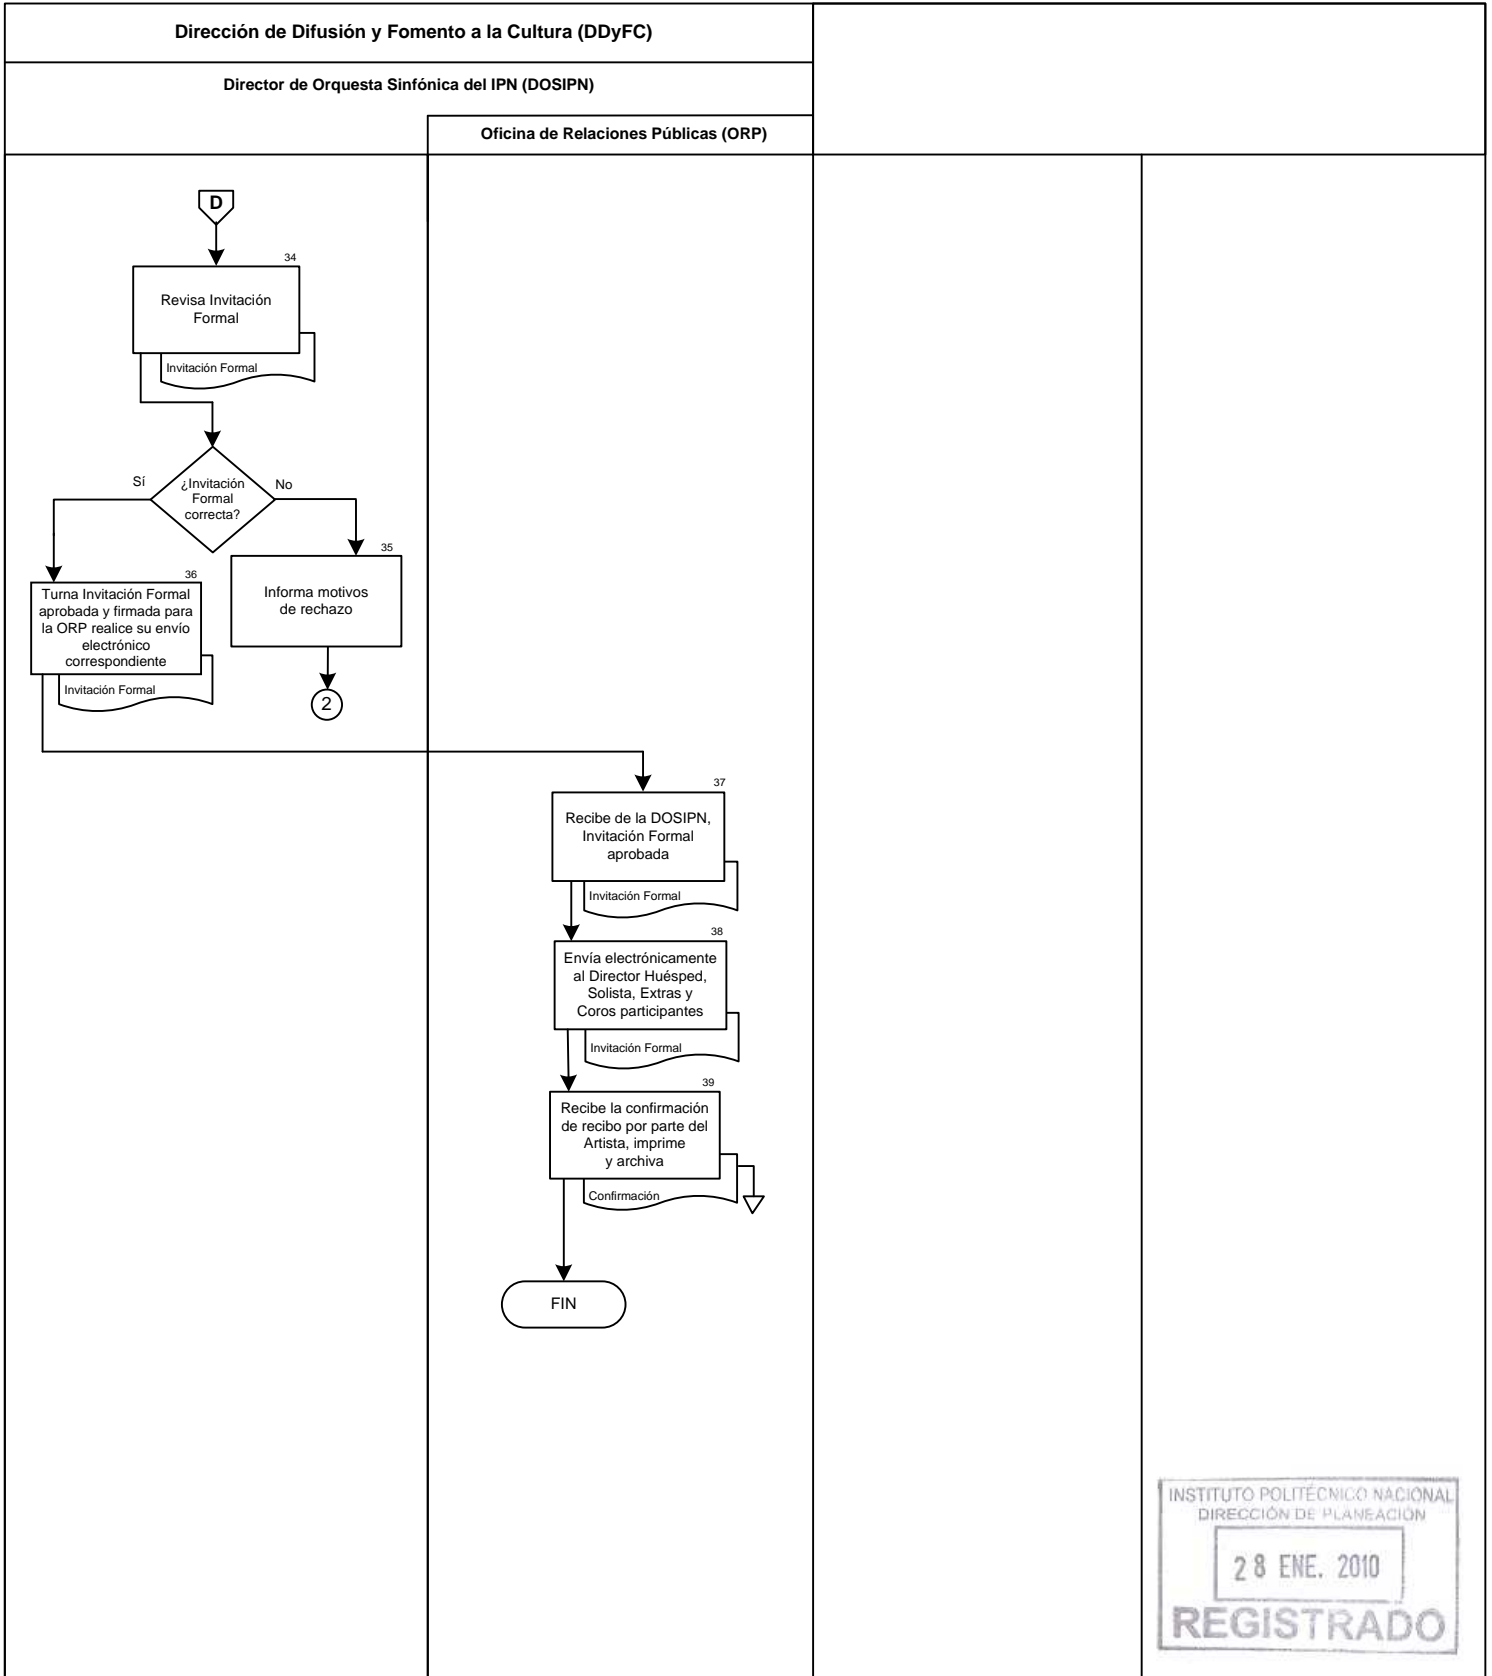 Dirección de Difusión y Fomento a la Cultura (DDyFC)
Director de Orquesta Sinfónica del IPN (DOSIPN)
Oficina de Relaciones Públicas (ORP)
D
34
Revisa Invitación
Formal
Invitación Formal
Sí
¿Invitación
Formal
correcta?
No
35
Informa motivos
de rechazo
2
36
Turna Invitación Formal
aprobada y firmada para
la ORP realice su envío
electrónico
correspondiente
Invitación Formal
37
Recibe de la DOSIPN,
Invitación Formal
aprobada
Invitación Formal
38
Envía electrónicamente
al Director Huésped,
Solista, Extras y
Coros participantes
Invitación Formal
39
Recibe la confirmación
de recibo por parte del
Artista, imprime
y archiva
Confirmación
FIN
INSTITUTO POLITÉCNICO NACIONAL
DIRECCIÓN DE PLANEACIÓN
28 ENE. 2010
REGISTRADO